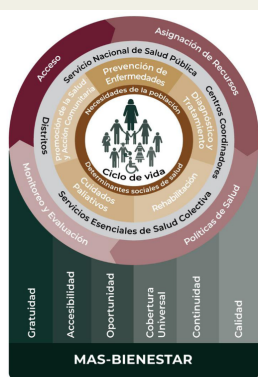 Acceso
Asignación de Recursos
Servicio Nacional de Salud Pública
Distritos
Centros Coordinadores
Prevención de
Enfermedades
Promoción de la Salud
y Acción Comunitaria
Diagnóstico y
Tratamiento
Necesidades de la población
Ciclo de vida
Determinantes sociales de salud
Cuidados
Paliativos
Rehabilitación
Servicios Esenciales de Salud Colectiva
Monitoreo y Evaluación
Políticas de Salud
Gratuidad
Accesibilidad
Oportunidad
Cobertura
Universal
Continuidad
Calidad
MAS-BIENESTAR